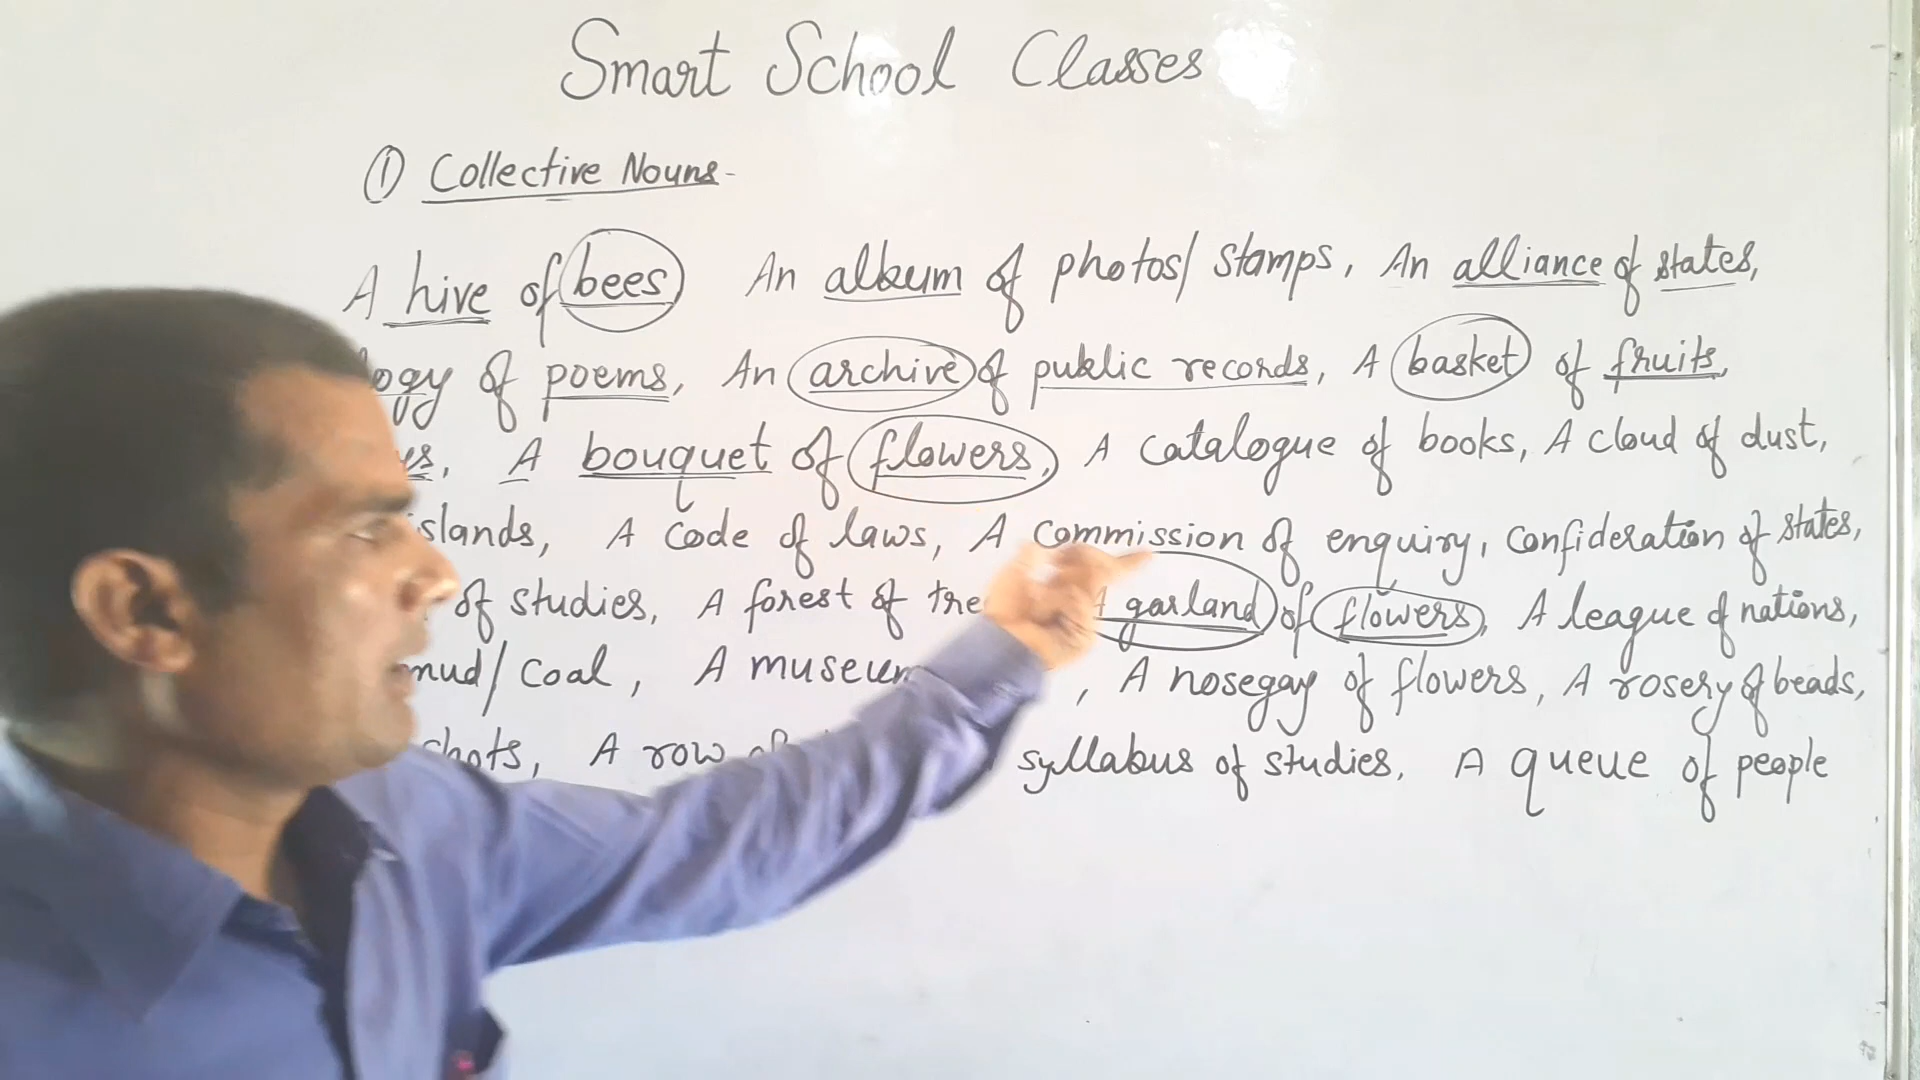 Smart School Classes
① Collective Nouns-
A hive of bees An album of photos/ stamps, An alliance of states,
of poems, An archive of public records, A basket of fruits,
A bouquet of flowers, A catalogue of books, A cloud of dust,
islands, A code of laws, A commission of enquiry, confideration of states,
of studies, A forest of A garland of flowers, A league of nations,
mud/ coal, A museum , A nosegay of flowers, A rosery of beads,
A row of syllabus of studies, A queue of people